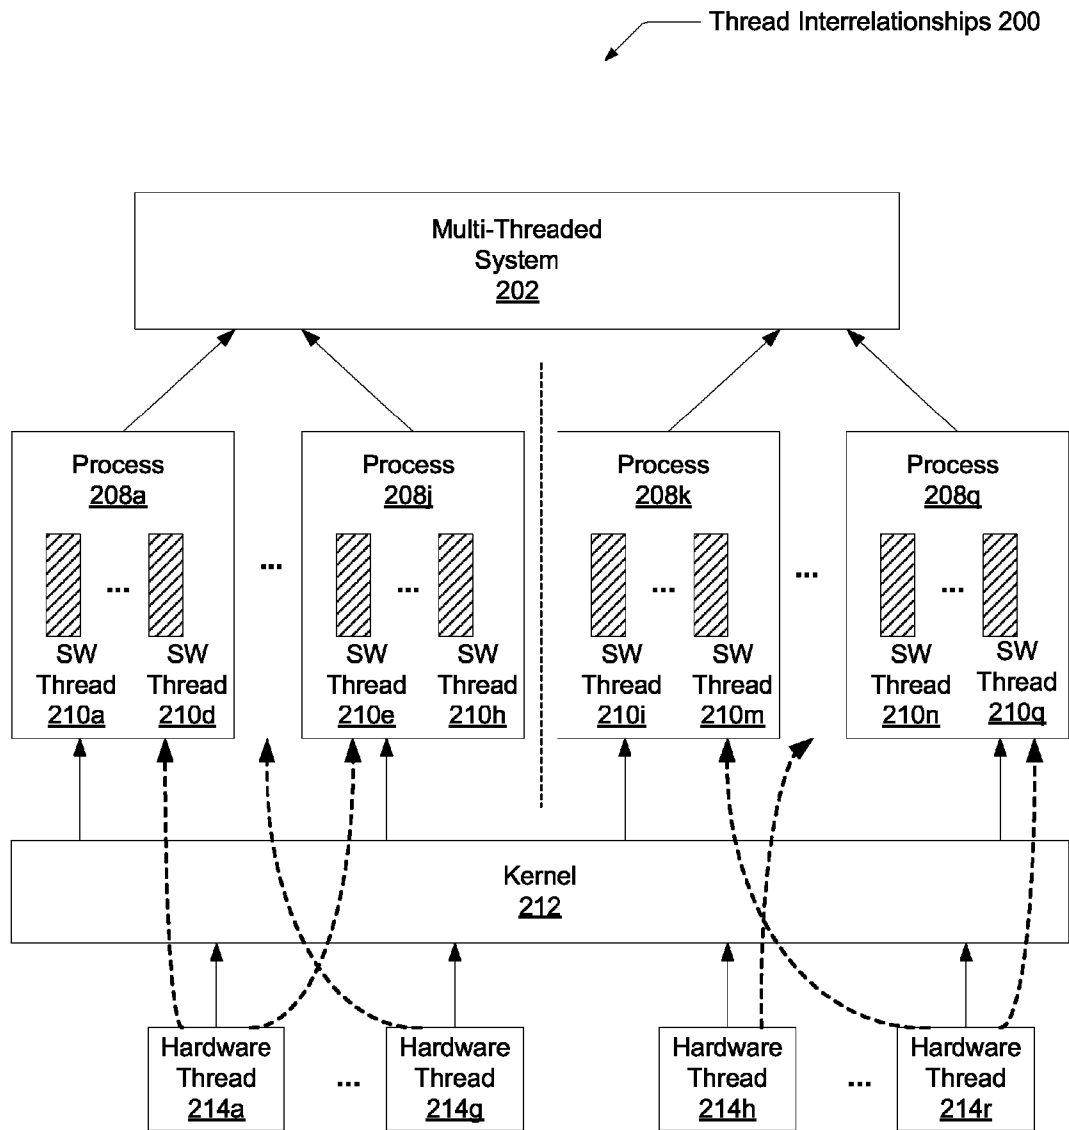 Thread Interrelationships 200
Multi-Threaded
System
202
Process
208a
Process
208j
Process
208k
Process
208q
...
...
...
...
...
...
SW
Thread
210a
SW
Thread
210d
SW
Thread
210e
SW
Thread
210h
SW
Thread
210i
SW
Thread
210m
SW
Thread
210n
SW
Thread
210q
Kernel
212
Hardware
Thread
214a
...
Hardware
Thread
214g
Hardware
Thread
214h
...
Hardware
Thread
214r